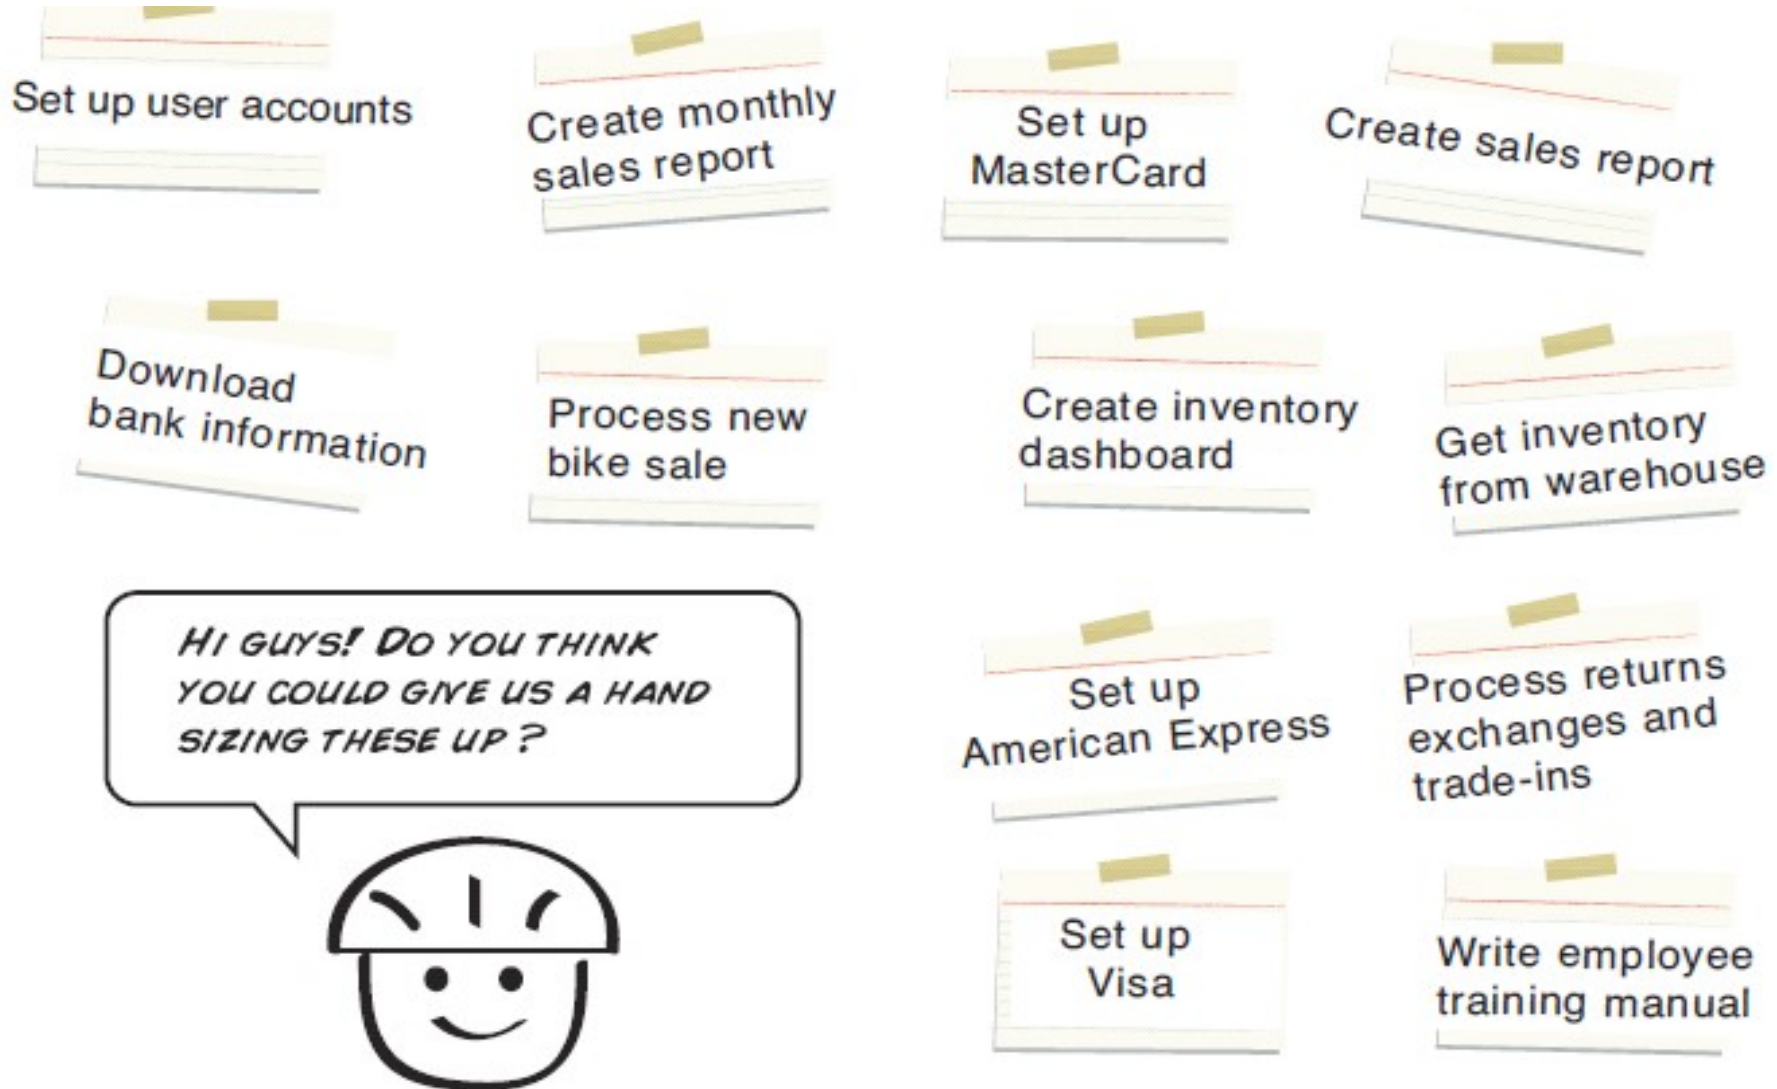 Set up user accounts
Create monthly
sales report
Set up
MasterCard
Create sales report
Download
bank information
Process new
bike sale
Create inventory
dashboard
Get inventory
from warehouse
HI GUYS! DO YOU THINK
YOU COULD GIVE US A HAND
SIZING THESE UP?
Set up
American Express
Process returns
exchanges and
trade-ins
Set up
Visa
Write employee
training manual